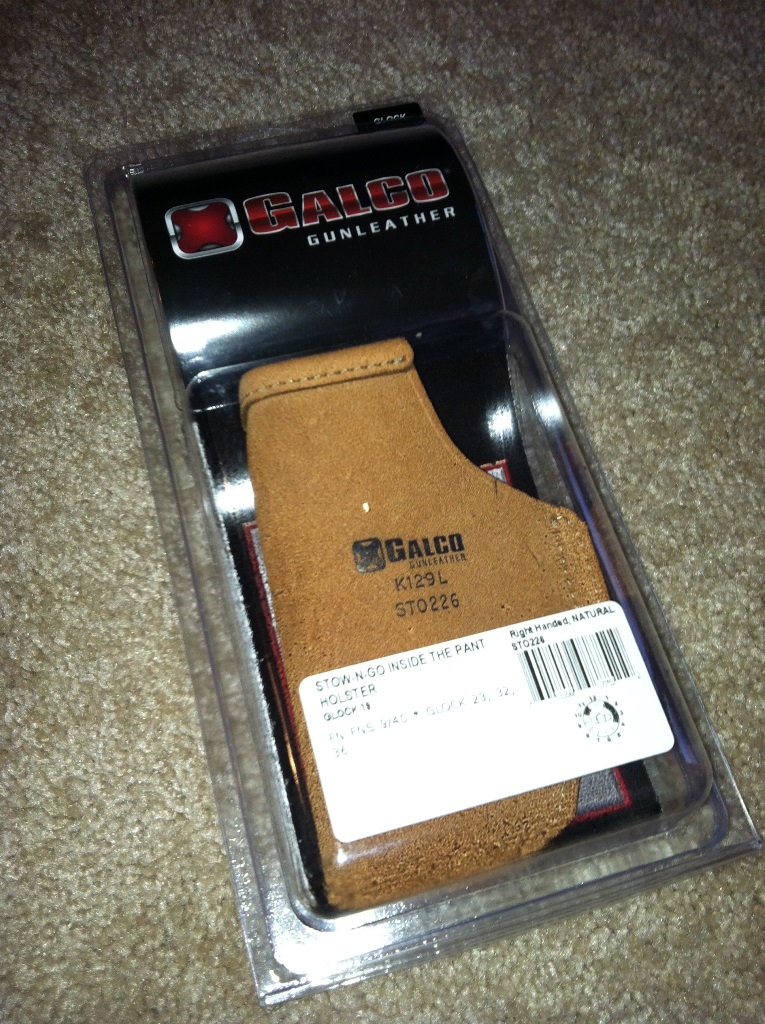 GLOCK
GALCO
GUNLEATHER
GALCO
GUNLEATHER
K129L
STO226
STOW-N-GO INSIDE THE PANT
HOLSTER
GLOCK 19
FN FNS 9/40 • GLOCK 23, 32,
36
Right Handed, NATURAL
STO226